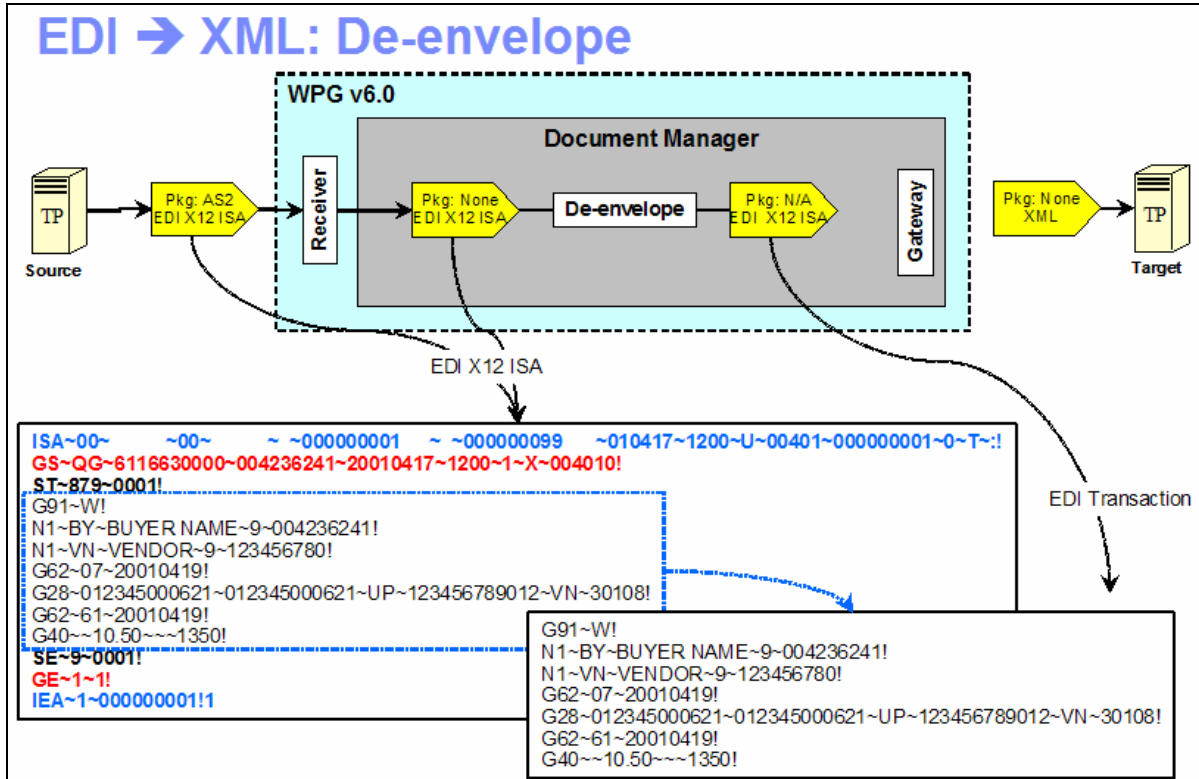 EDI ➔ XML: De-envelope
WPG v6.0
Document Manager
TP
Source
Pkg: AS2
EDI X12 ISA
Receiver
Pkg: None
EDI X12 ISA
De-envelope
Pkg: N/A
EDI X12 ISA
Gateway
Pkg: None
XML
TP
Target
EDI X12 ISA
EDI Transaction
ISA~00~ ~00~ ~ ~000000001 ~ ~000000099 ~010417~1200~U~00401~000000001~0~T~:!
GS~QG~6116630000~004236241~20010417~1200~1~X~004010!
ST~879~0001!
G91~W!
N1~BY~BUYER NAME~9~004236241!
N1~VN~VENDOR~9~123456780!
G62~07~20010419!
G28~012345000621~012345000621~UP~123456789012~VN~30108!
G62~61~20010419!
G40~~10.50~~~1350!
SE~9~0001!
GE~1~1!
IEA~1~000000001!1
G91~W!
N1~BY~BUYER NAME~9~004236241!
N1~VN~VENDOR~9~123456780!
G62~07~20010419!
G28~012345000621~012345000621~UP~123456789012~VN~30108!
G62~61~20010419!
G40~~10.50~~~1350!